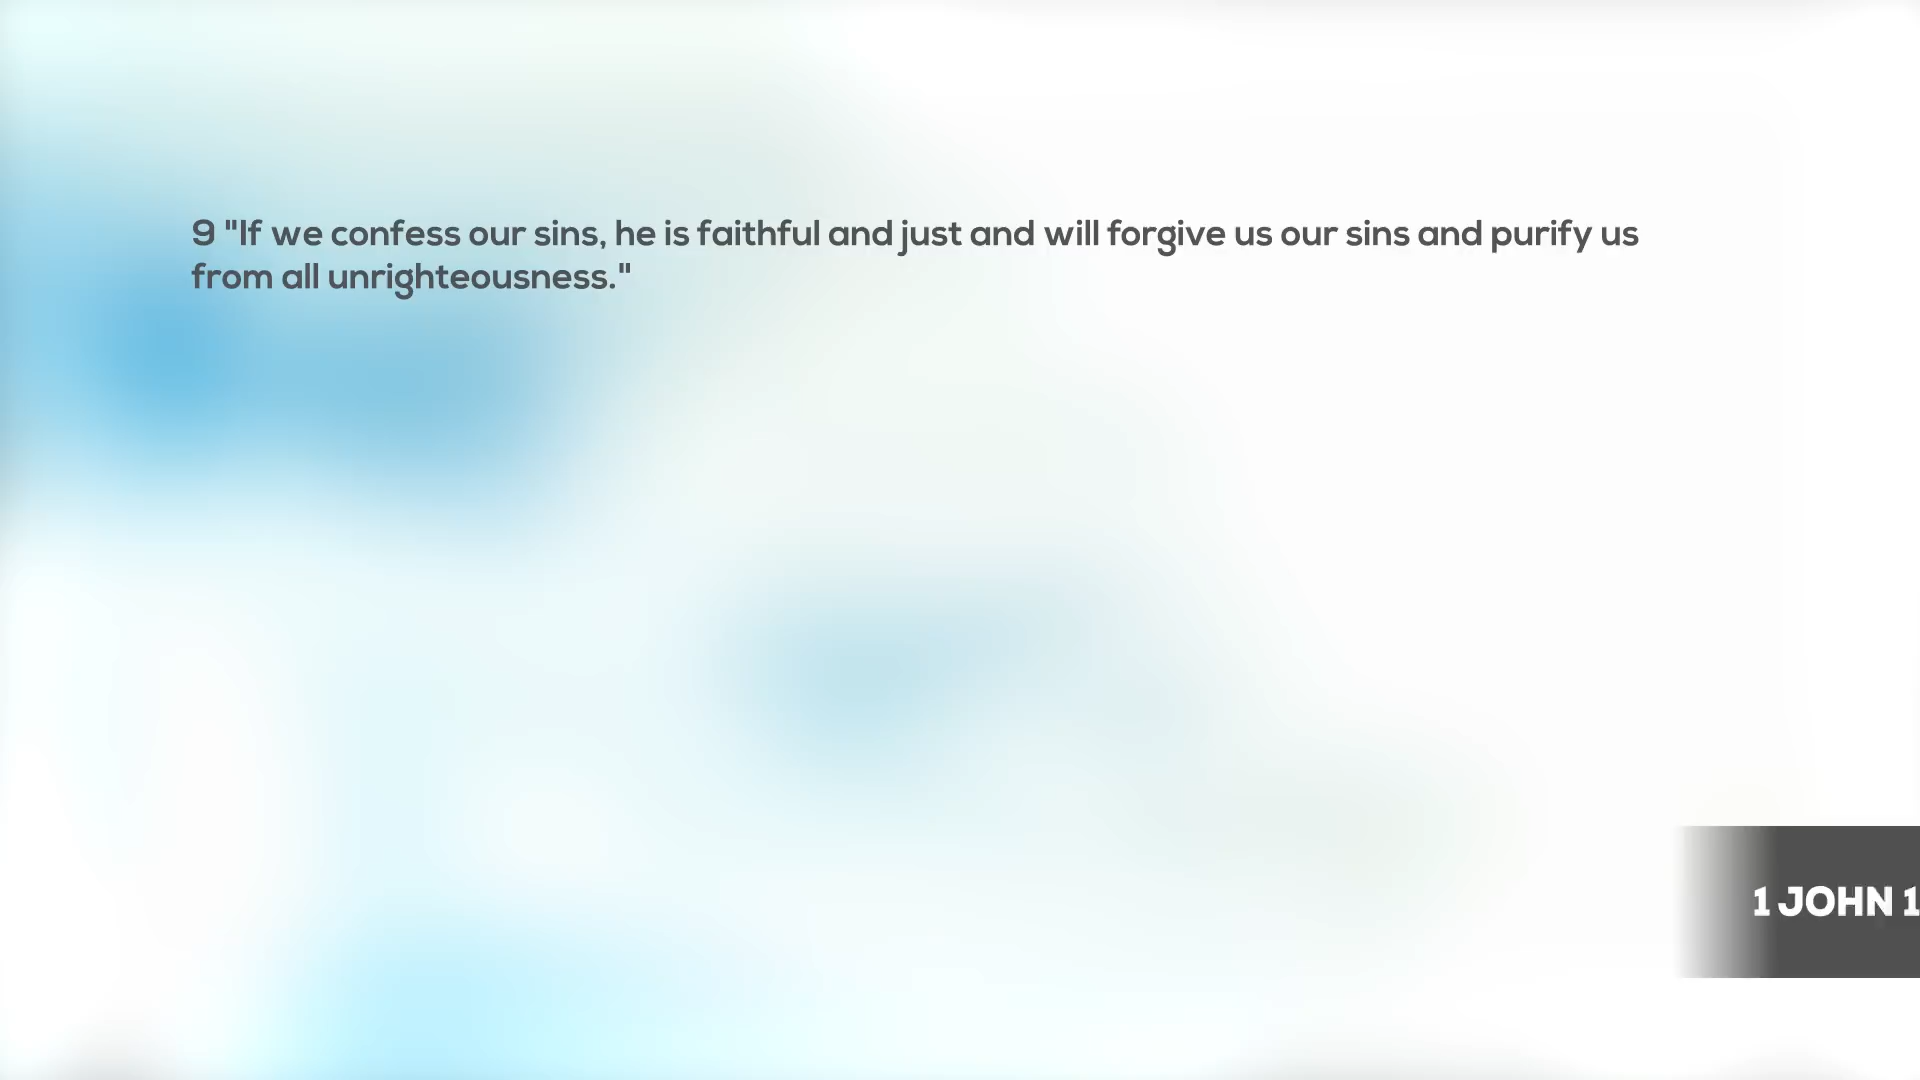 9 "If we confess our sins, he is faithful and just and will forgive us our sins and purify us
from all unrighteousness."
1 JOHN 1